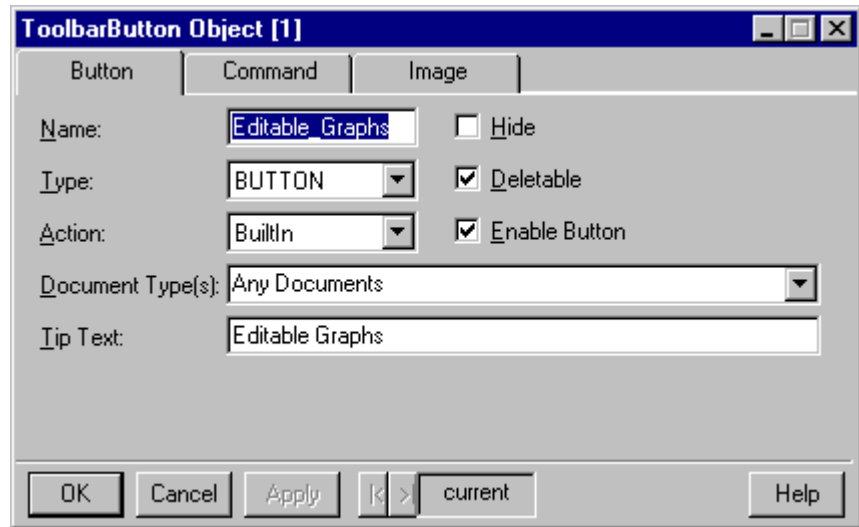 ToolbarButton Object [1]
Button Command Image
Name: Editable_Graphs Hide
Type: BUTTON Deletable
Action: BuiltIn Enable Button
Document Type(s): Any Documents
Tip Text: Editable Graphs
OK Cancel Apply |< >| current Help